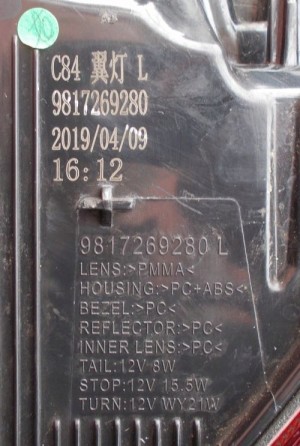 C84 翼灯 L
9817269280
2019/04/09
16:12
9817269280 L
LENS:>PMMA<
HOUSING:>PC+ABS<
BEZEL:>PC<
REFLECTOR:>PC<
INNER LENS:>PC<
TAIL:12V 8W
STOP:12V 15.5W
TURN:12V WY21W